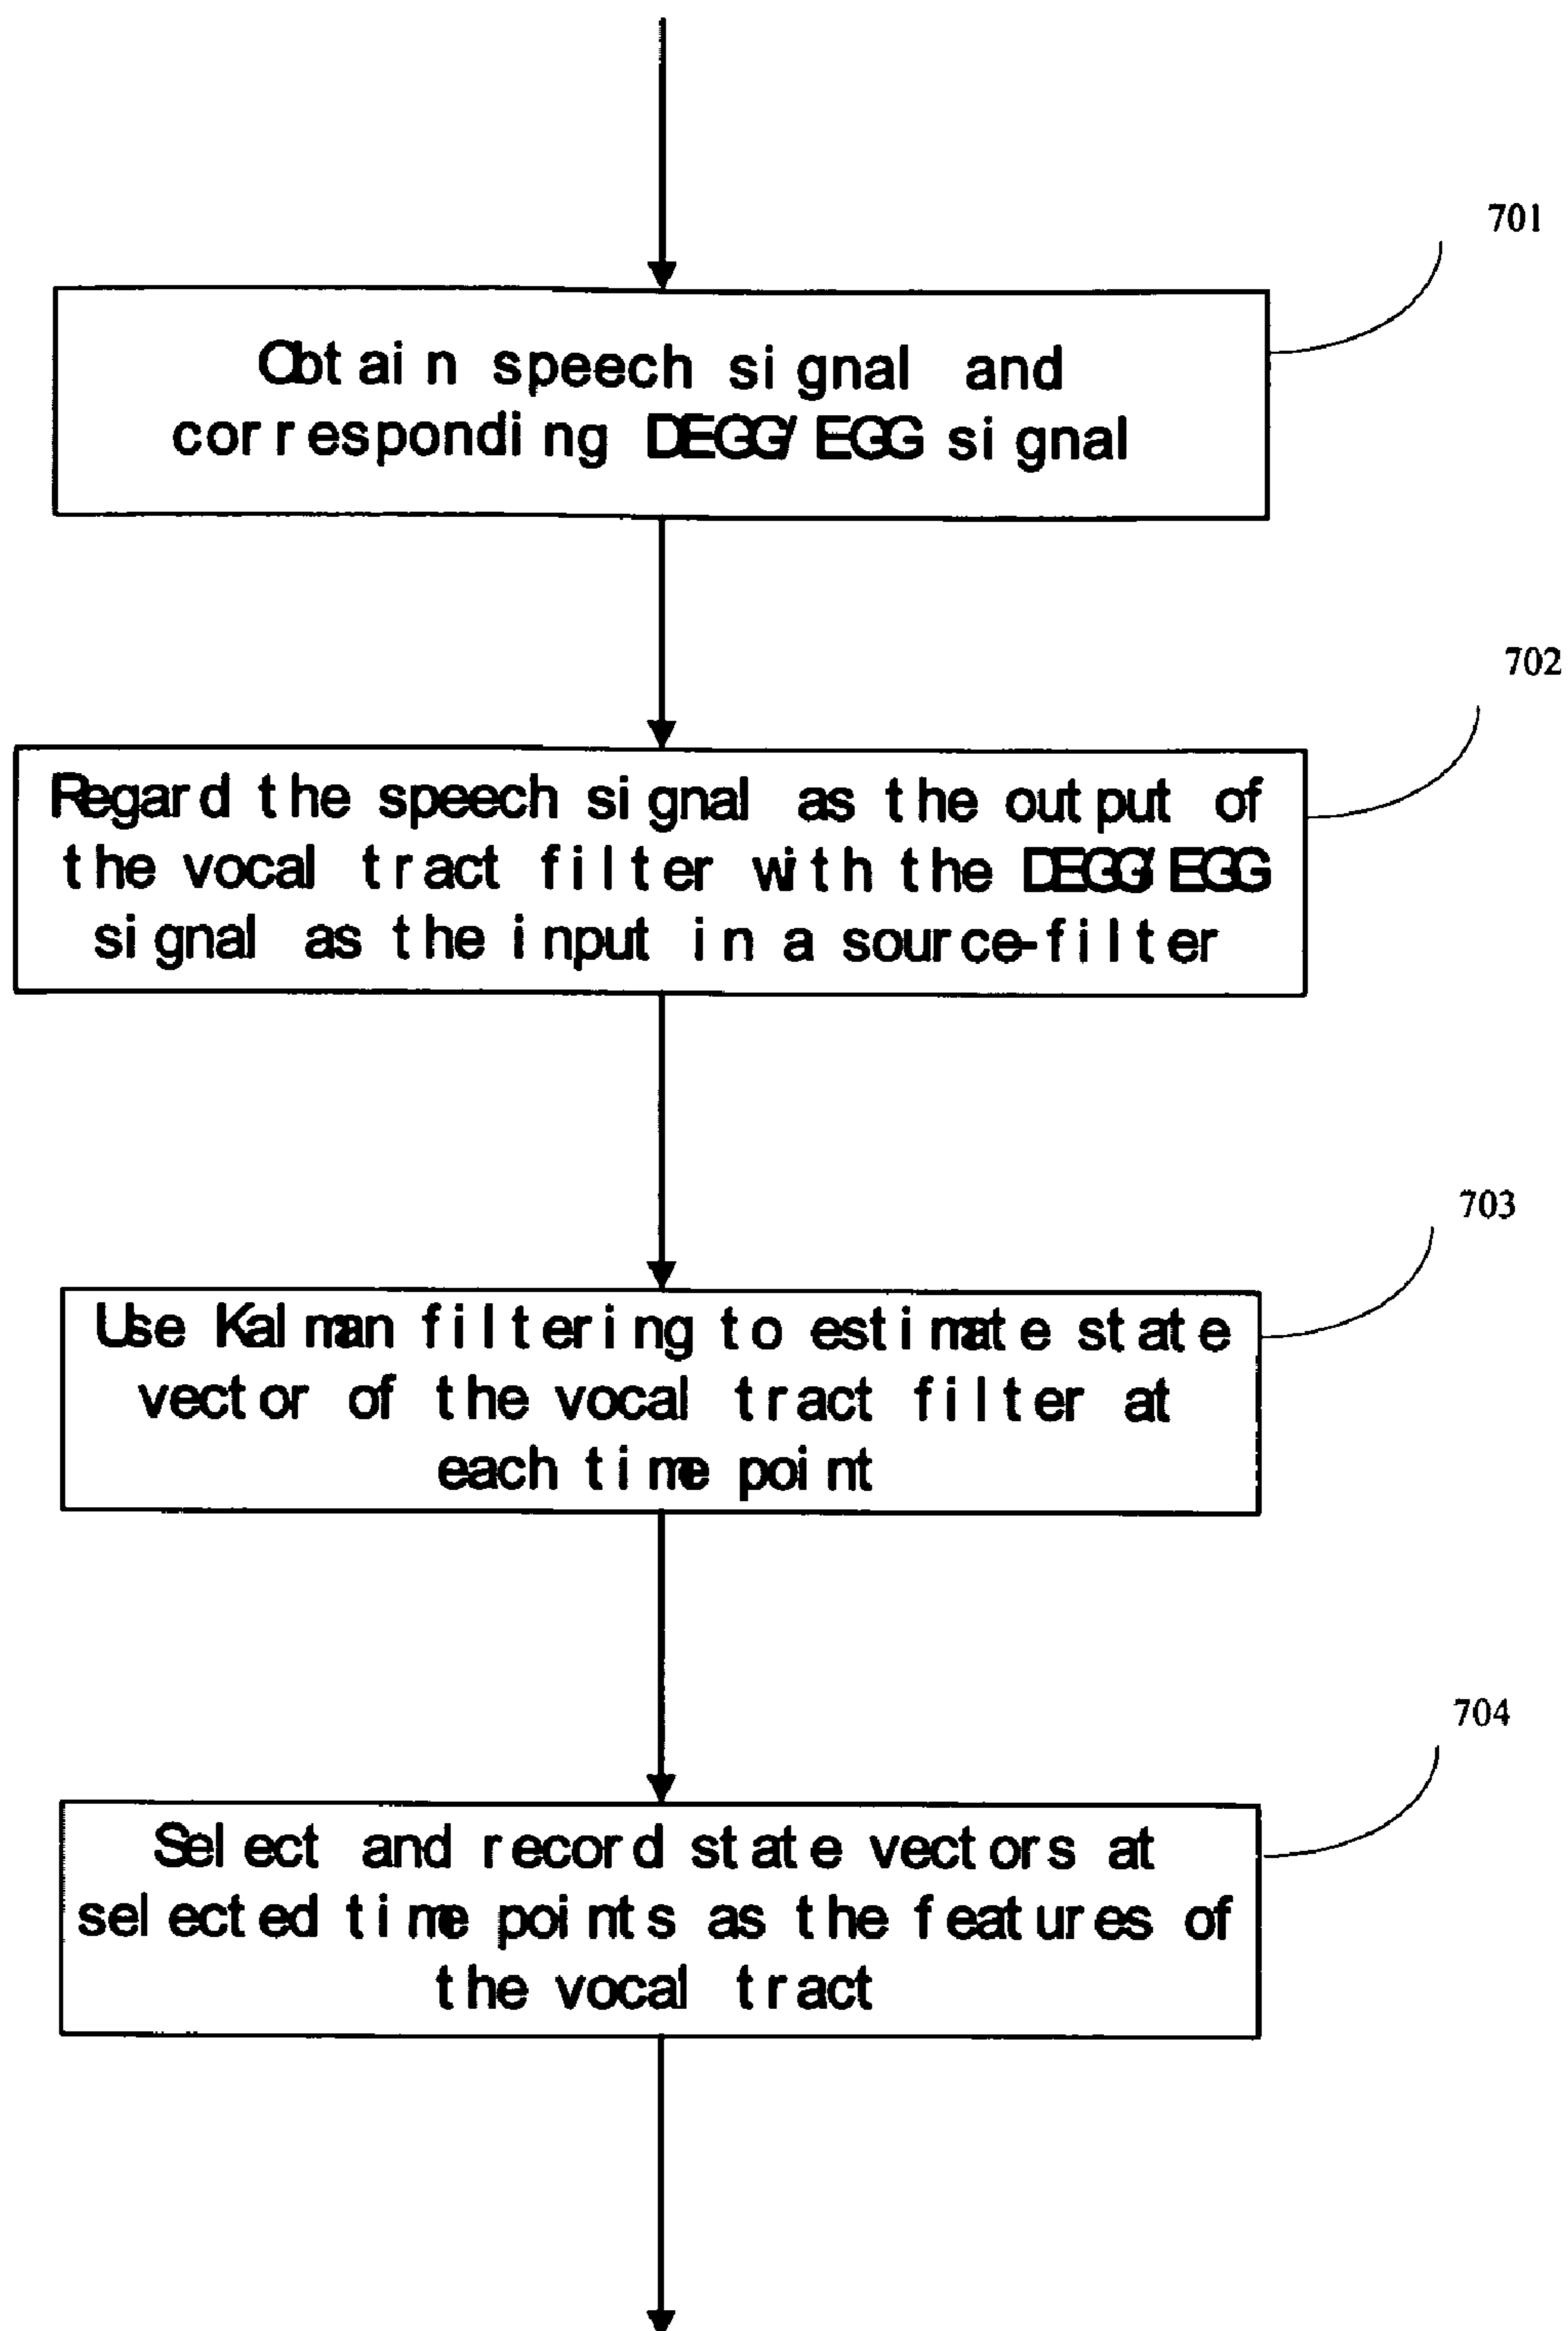 701
Obtain speech signal and
corresponding DEGG/EGG signal
702
Regard the speech signal as the output of
the vocal tract filter with the DEGG/EGG
signal as the input in a source-filter
703
Use Kalman filtering to estimate state
vector of the vocal tract filter at
each time point
704
Select and record state vectors at
selected time points as the features of
the vocal tract